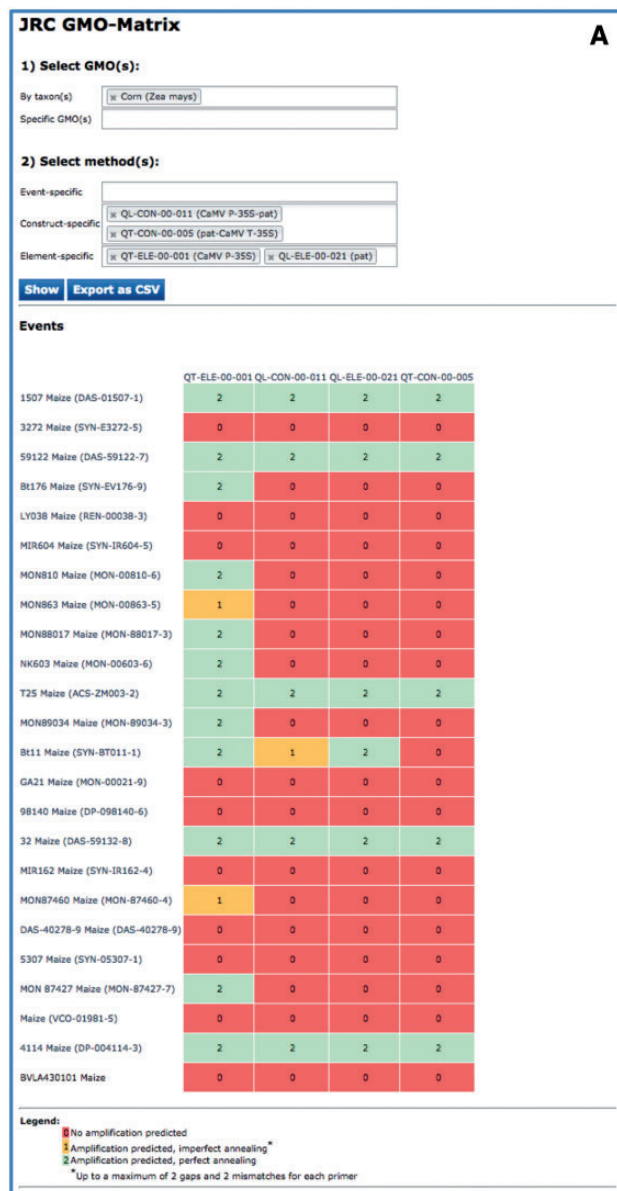 JRC GMO-Matrix
A
1) Select GMO(s):
By taxon(s) x Corn (Zea mays)
Specific GMO(s)
2) Select method(s):
Event-specific
Construct-specific x QL-CON-00-011 (CaMV P-35S-pat)
x QT-CON-00-005 (pat-CaMV T-35S)
Element-specific x QT-ELE-00-001 (CaMV P-35S) x QL-ELE-00-021 (pat)
Show Export as CSV
Events
QT-ELE-00-001 QL-CON-00-011 QL-ELE-00-021 QT-CON-00-005
1507 Maize (DAS-01507-1) 2 2 2 2
3272 Maize (SYN-E3272-5) 0 0 0 0
59122 Maize (DAS-59122-7) 2 2 2 2
Bt176 Maize (SYN-EV176-9) 2 0 0 0
LY038 Maize (REN-00038-3) 0 0 0 0
MIR604 Maize (SYN-IR604-5) 0 0 0 0
MON810 Maize (MON-00810-6) 2 0 0 0
MON863 Maize (MON-00863-5) 1 0 0 0
MON88017 Maize (MON-88017-3) 2 0 0 0
NK603 Maize (MON-00603-6) 2 0 0 0
T25 Maize (ACS-ZM003-2) 2 2 2 2
MON89034 Maize (MON-89034-3) 2 0 0 0
Bt11 Maize (SYN-BT011-1) 2 1 2 0
GA21 Maize (MON-00021-9) 0 0 0 0
98140 Maize (DP-098140-6) 0 0 0 0
32 Maize (DAS-59132-8) 2 2 2 2
MIR162 Maize (SYN-IR162-4) 0 0 0 0
MON87460 Maize (MON-87460-4) 1 0 0 0
DAS-40278-9 Maize (DAS-40278-9) 0 0 0 0
5307 Maize (SYN-05307-1) 0 0 0 0
MON 87427 Maize (MON-87427-7) 2 0 0 0
Maize (VCO-01981-5) 0 0 0 0
4114 Maize (DP-004114-3) 2 2 2 2
BVLA430101 Maize 0 0 0 0
Legend:
0 No amplification predicted
1 Amplification predicted, imperfect annealing*
2 Amplification predicted, perfect annealing
*Up to a maximum of 2 gaps and 2 mismatches for each primer